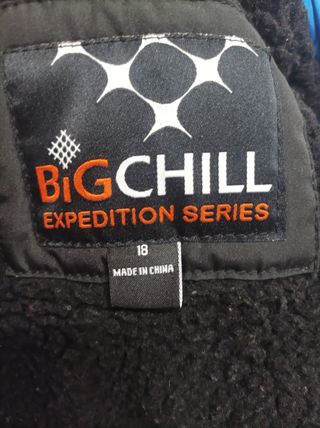 BiGCHILL
EXPEDITION SERIES
18
MADE IN CHINA